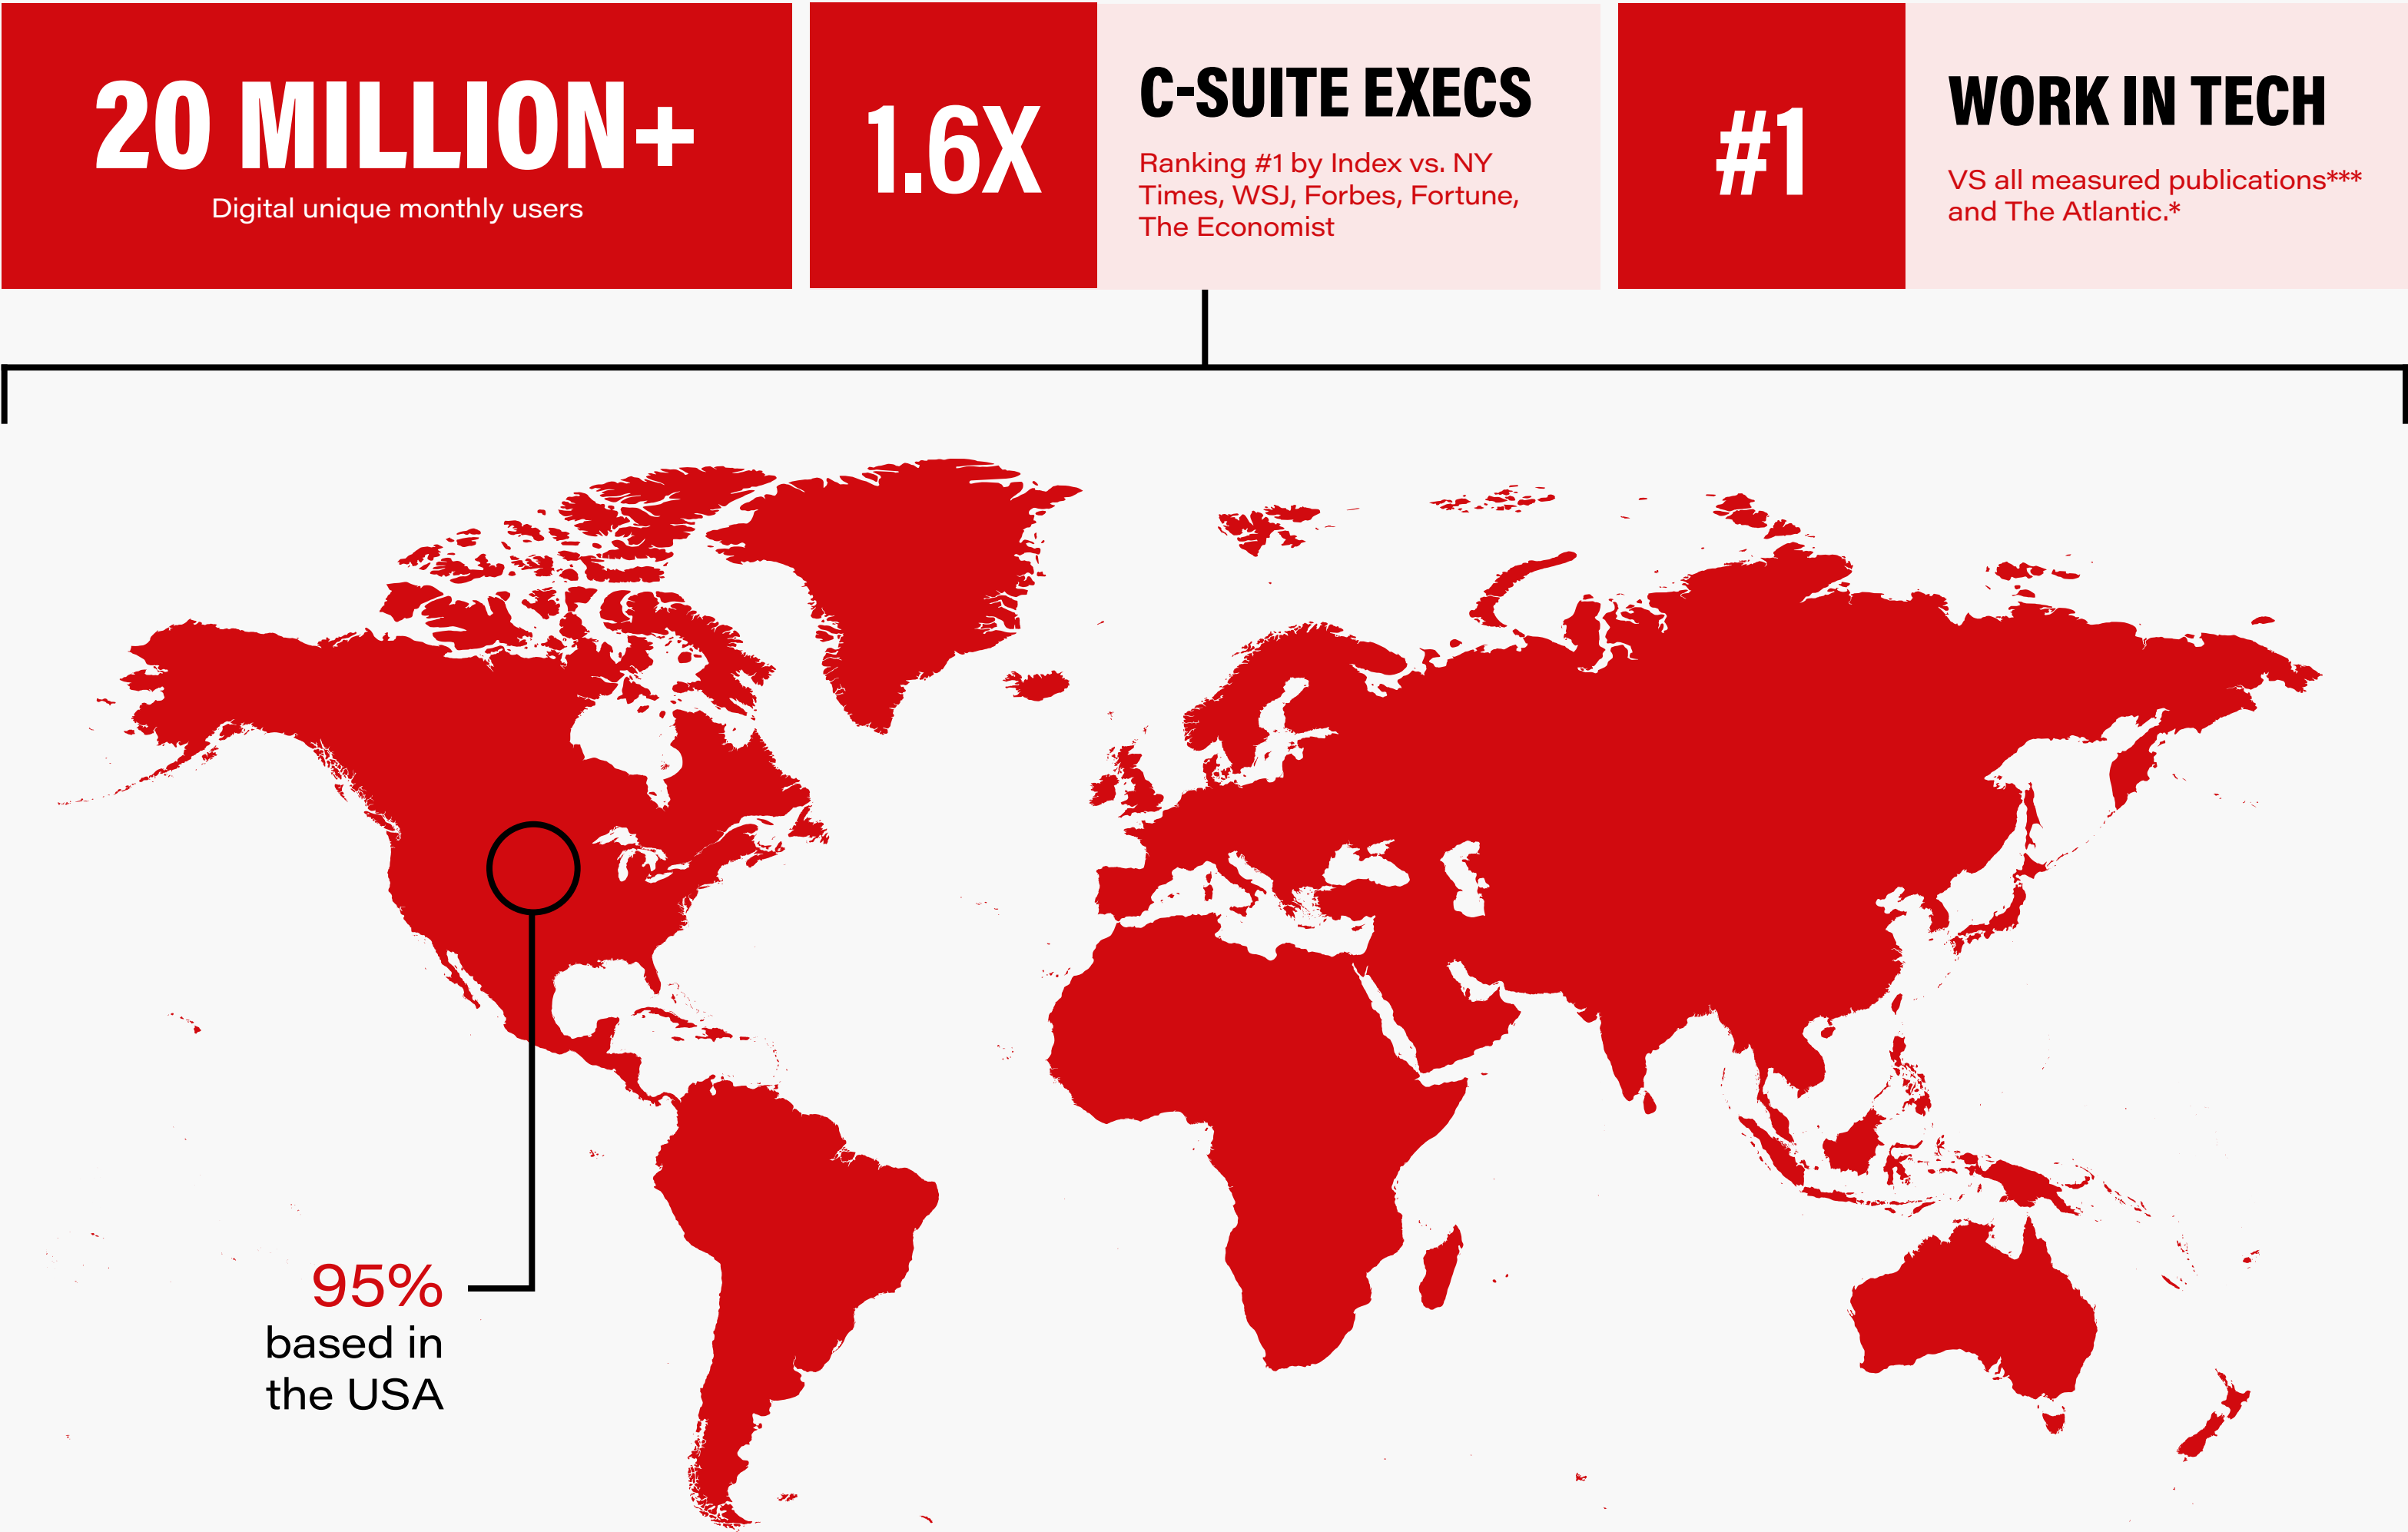 20 MILLION+
Digital unique monthly users
1.6X
C-SUITE EXECS
Ranking #1 by Index vs. NY
Times, WSJ, Forbes, Fortune,
The Economist
#1
WORK IN TECH
VS all measured publications***
and The Atlantic.*
95%
based in
the USA